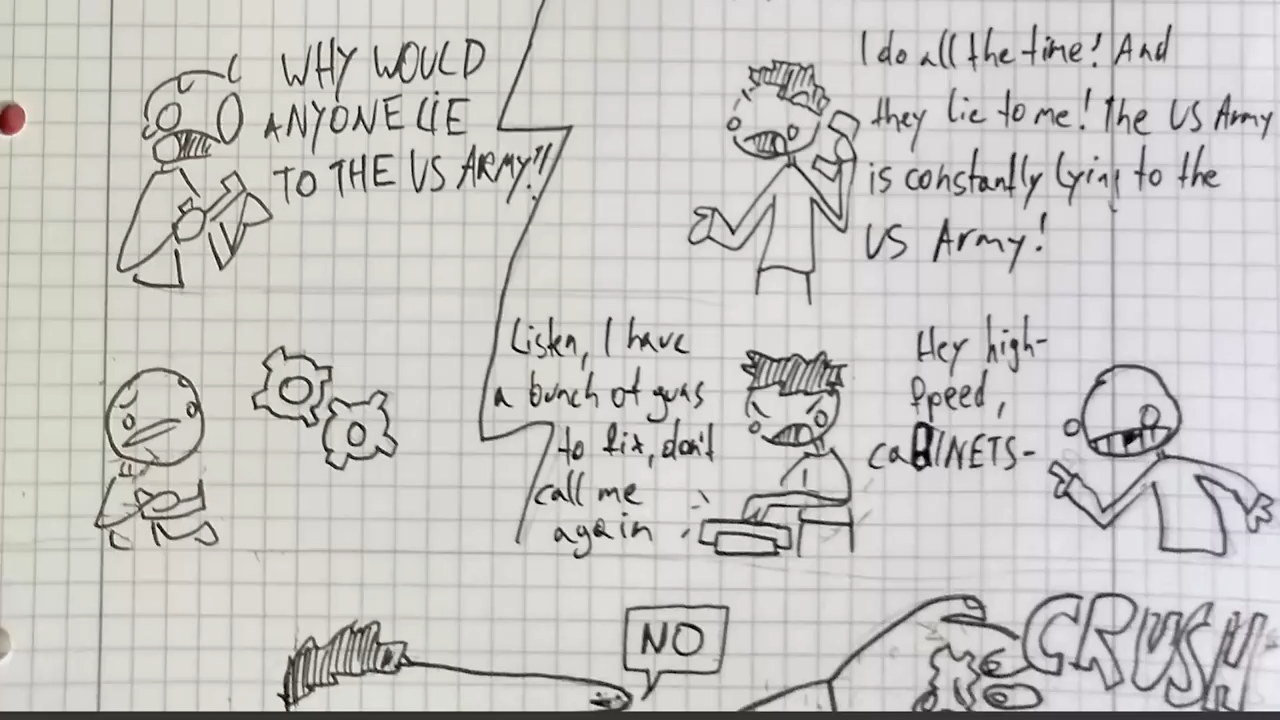 WHY WOULD
ANYONE LIE
TO THE US ARMY?!
I do all the time! And
they lie to me! The US Army
is constantly lying to the
US Army!
Listen, I have
a bunch of guns
to fix, don't
call me
again
Hey high-
speed,
CABINETS-
NO
CRUSH